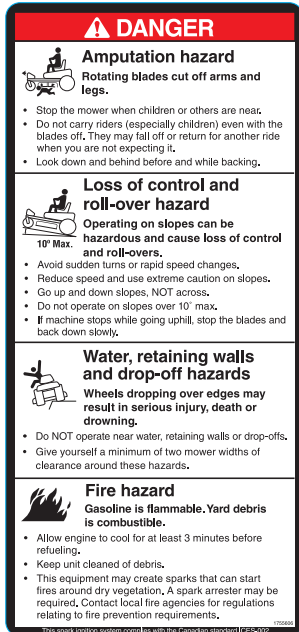 DANGER
Amputation hazard
Rotating blades cut off arms and
legs.
• Stop the mower when children or others are near.
• Do not carry riders (especially children) even with the
blades off. They may fall off or return for another ride
when you are not expecting it.
• Look down and behind before and while backing.
Loss of control and
roll-over hazard
Operating on slopes can be
hazardous and cause loss of control
and roll-overs.
10° Max.
• Avoid sudden turns or rapid speed changes.
• Reduce speed and use extreme caution on slopes.
• Go up and down slopes, NOT across.
• Do not operate on slopes over 10° max.
• If machine stops while going uphill, stop the blades and
back down slowly.
Water, retaining walls
and drop-off hazards
Wheels dropping over edges may
result in serious injury, death or
drowning.
• Do NOT operate near water, retaining walls or drop-offs.
• Give yourself a minimum of two mower widths of
clearance around these hazards.
Fire hazard
Gasoline is flammable. Yard debris
is combustible.
• Allow engine to cool for at least 3 minutes before
refueling.
• Keep unit cleaned of debris.
• This equipment may create sparks that can start
fires around dry vegetation. A spark arrester may be
required. Contact local fire agencies for regulations
relating to fire prevention requirements.
1755606
This spark ignition system complies with the Canadian standard ICES-002